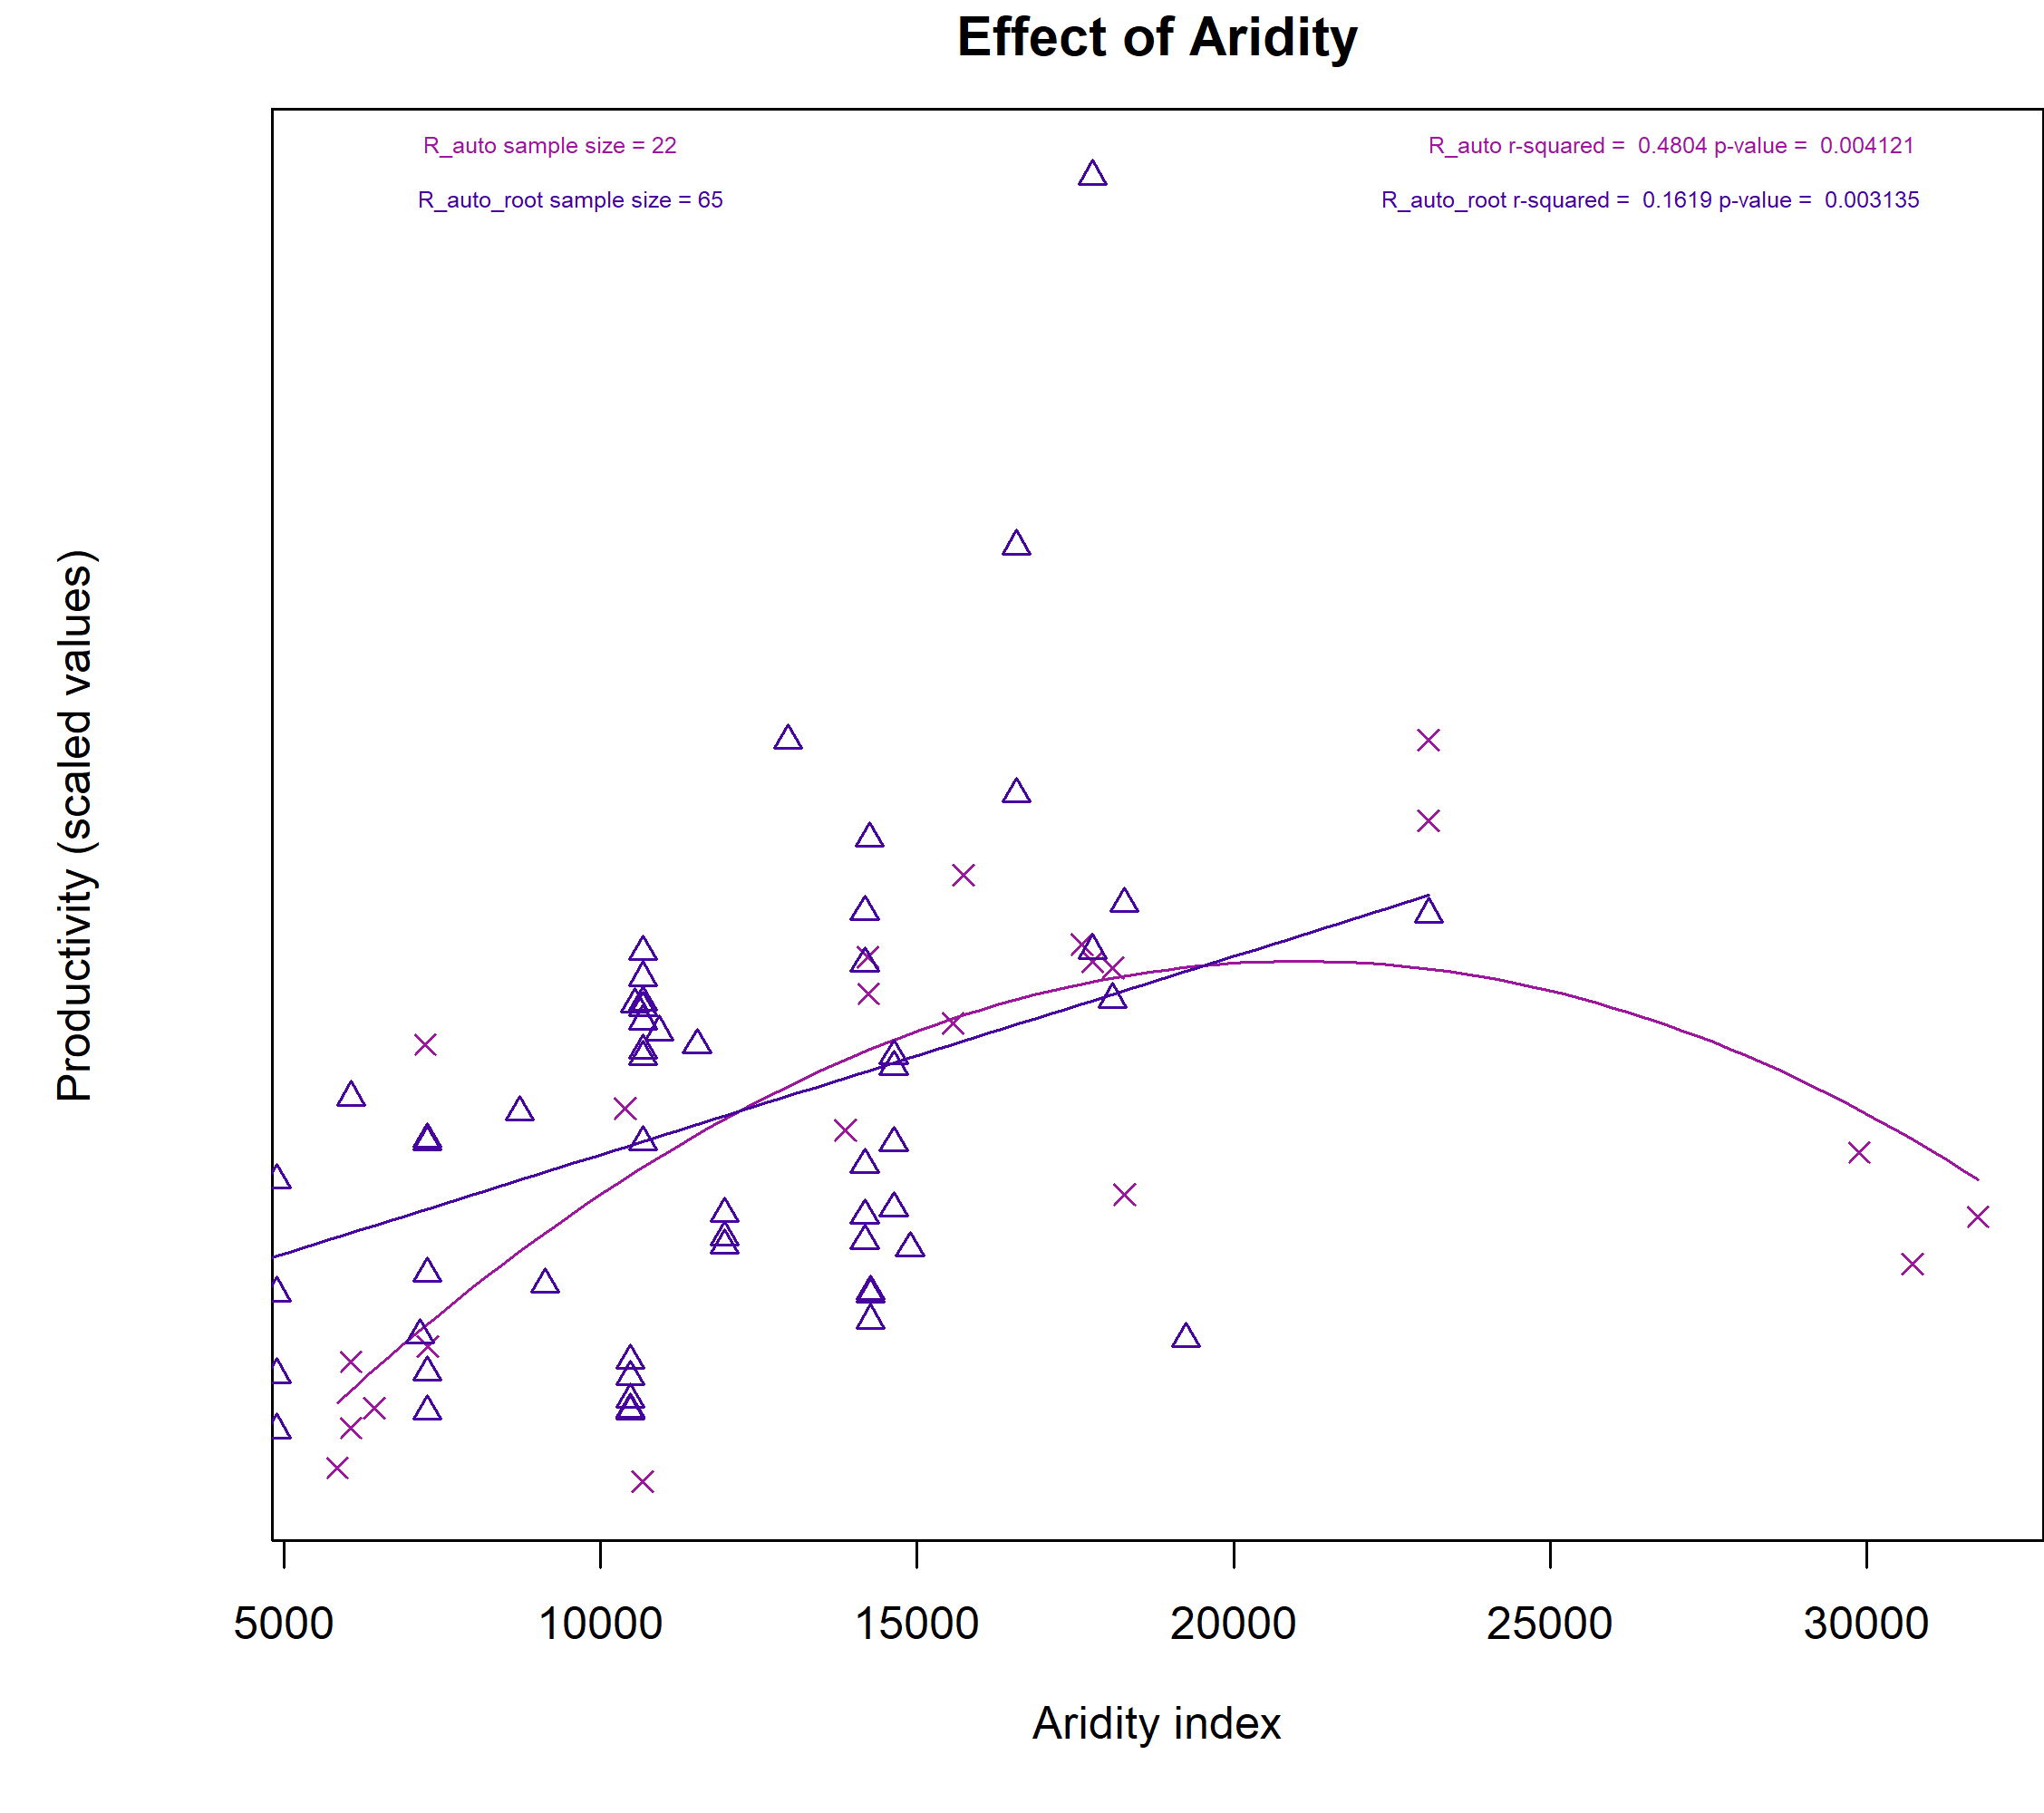 Effect of Aridity
R_auto sample size = 22
R_auto r-squared =  0.4804 p-value =  0.004121
R_auto_root sample size = 65
R_auto_root r-squared =  0.1619 p-value =  0.003135
Productivity (scaled values)
5000 10000 15000 20000 25000 30000
Aridity index